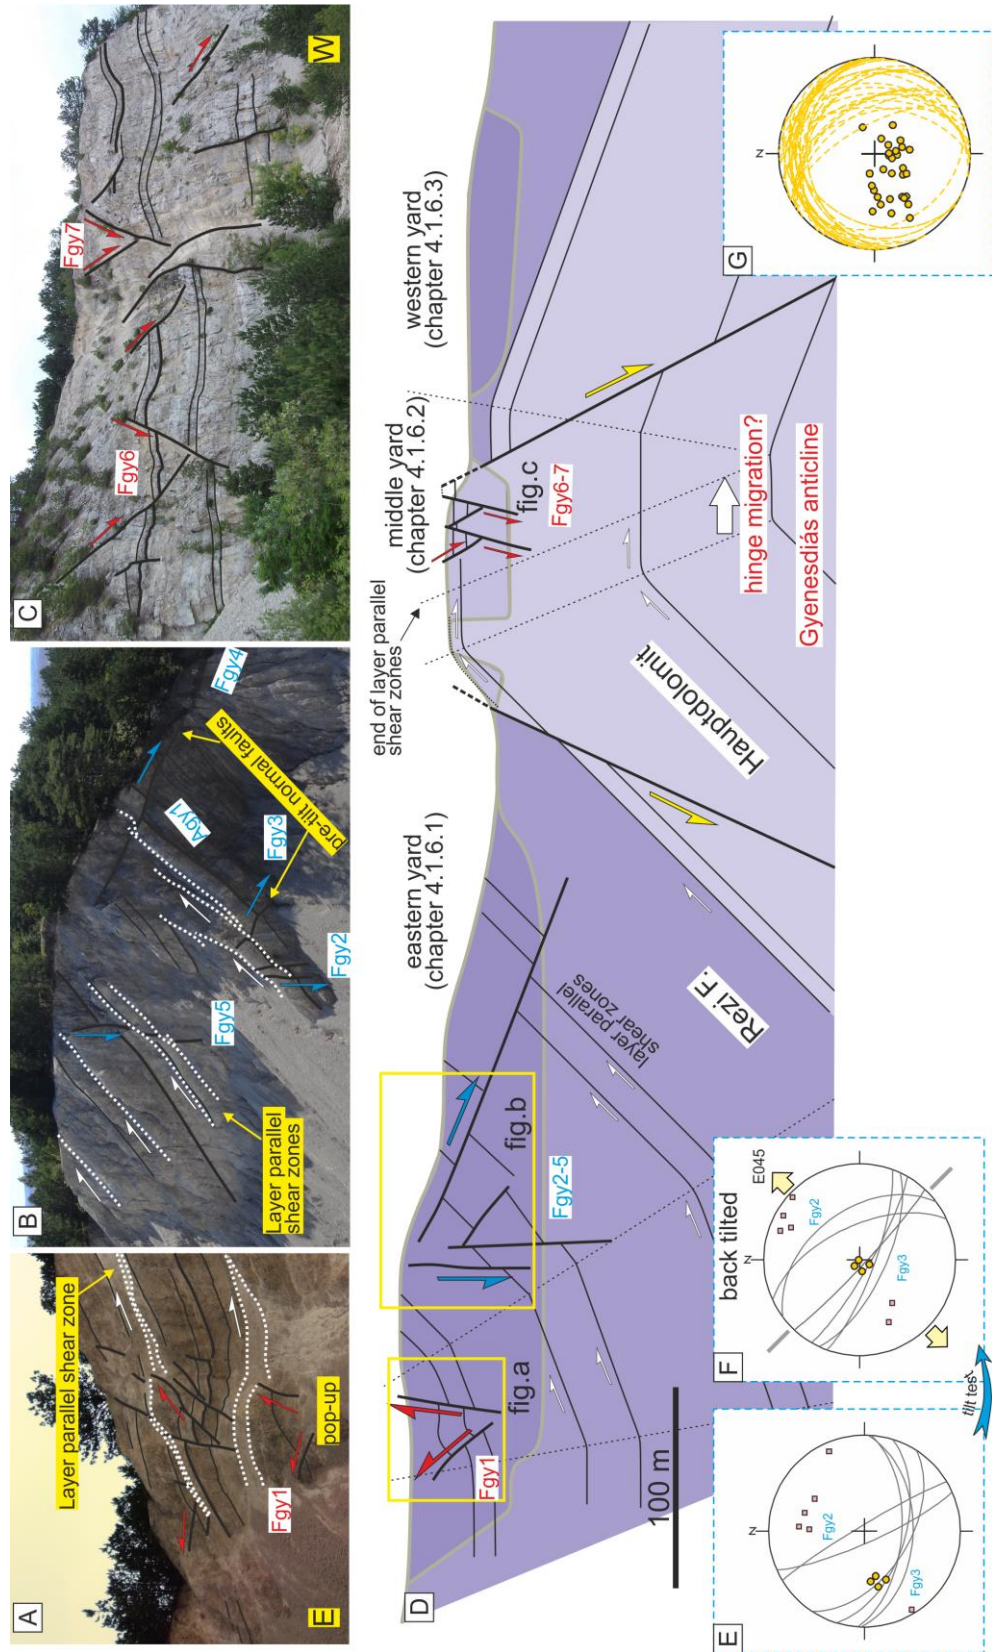 A
Layer parallel shear zone
Fgy1
pop-up
E
B
Layer parallel
shear zones
Fgy5
Fgy2
Fgy3
Agy1
pre-tilt normal faults
Fgy4
C
Fgy6
Fgy7
W
D
eastern yard
(chapter 4.1.6.1)
middle yard
(chapter 4.1.6.2)
western yard
(chapter 4.1.6.3)
end of layer parallel
shear zones
fig.a
Fgy1
fig.b
Fgy2-5
layer parallel
shear zones
Rezi F.
Hauptdolomit
fig.c
Fgy6-7
hinge migration?
Gyenesdiás anticline
100 m
E
N
Fgy2
Fgy3
tilt test
F
back tilted
N
E045
Fgy2
Fgy3
G
N